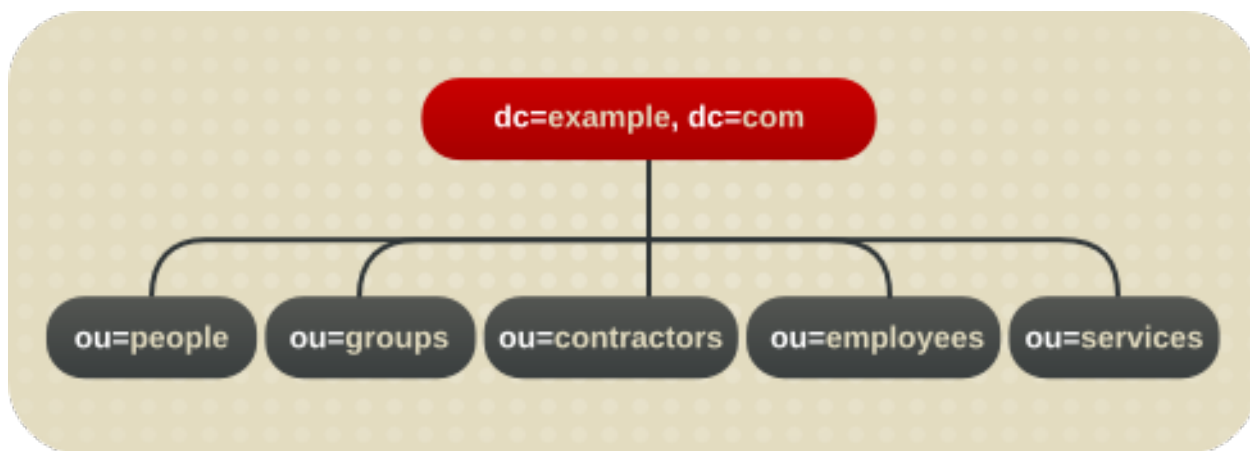 dc=example, dc=com
ou=people
ou=groups
ou=contractors
ou=employees
ou=services